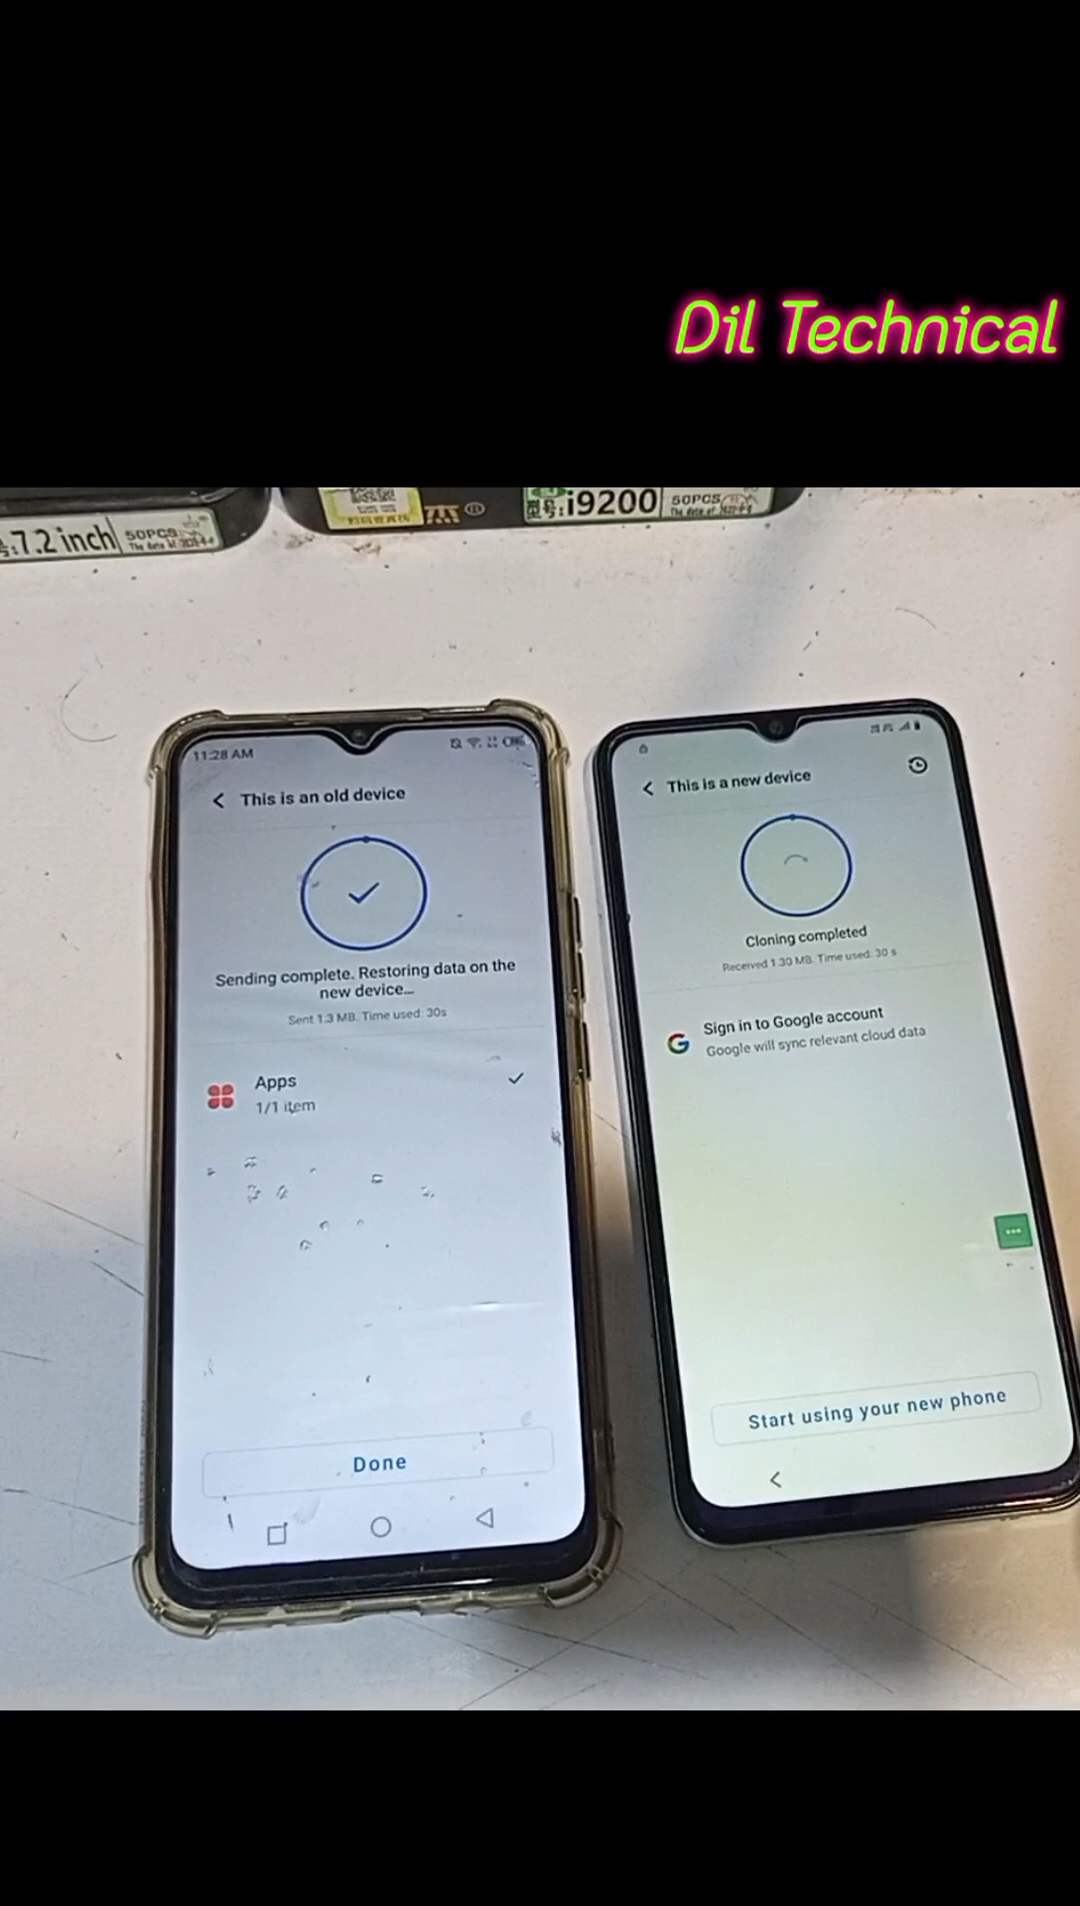 Dil Technical
7.2 inch
50PCS
杰®
型号:i9200
50PCS
11:28 AM
This is an old device
Sending complete. Restoring data on the
new device...
Sent 1.3 MB. Time used: 30s
Apps
1/1 item
Done
This is a new device
Cloning completed
Received 1.30 MB. Time used: 30 s
Sign in to Google account
Google will sync relevant cloud data
Start using your new phone